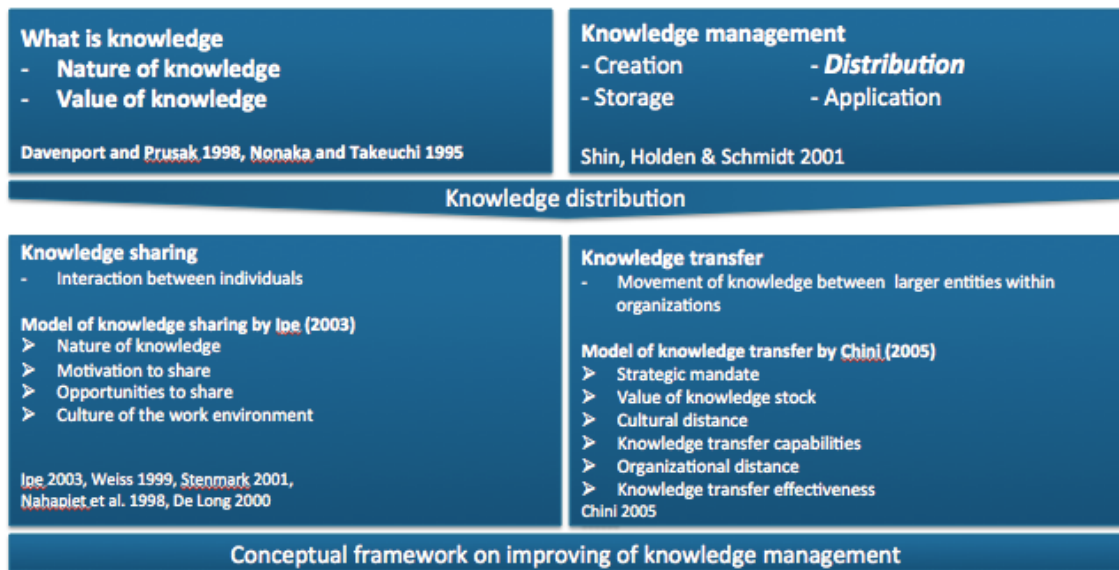 What is knowledge
- Nature of knowledge
- Value of knowledge
Davenport and Prusak 1998, Nonaka and Takeuchi 1995
Knowledge management
- Creation - Distribution
- Storage - Application
Shin, Holden & Schmidt 2001
Knowledge distribution
Knowledge sharing
- Interaction between individuals
Model of knowledge sharing by Ipe (2003)
➢ Nature of knowledge
➢ Motivation to share
➢ Opportunities to share
➢ Culture of the work environment
Ipe 2003, Weiss 1999, Stenmark 2001,
Nahapiet et al. 1998, De Long 2000
Knowledge transfer
- Movement of knowledge between larger entities within
organizations
Model of knowledge transfer by Chini (2005)
➢ Strategic mandate
➢ Value of knowledge stock
➢ Cultural distance
➢ Knowledge transfer capabilities
➢ Organizational distance
➢ Knowledge transfer effectiveness
Chini 2005
Conceptual framework on improving of knowledge management